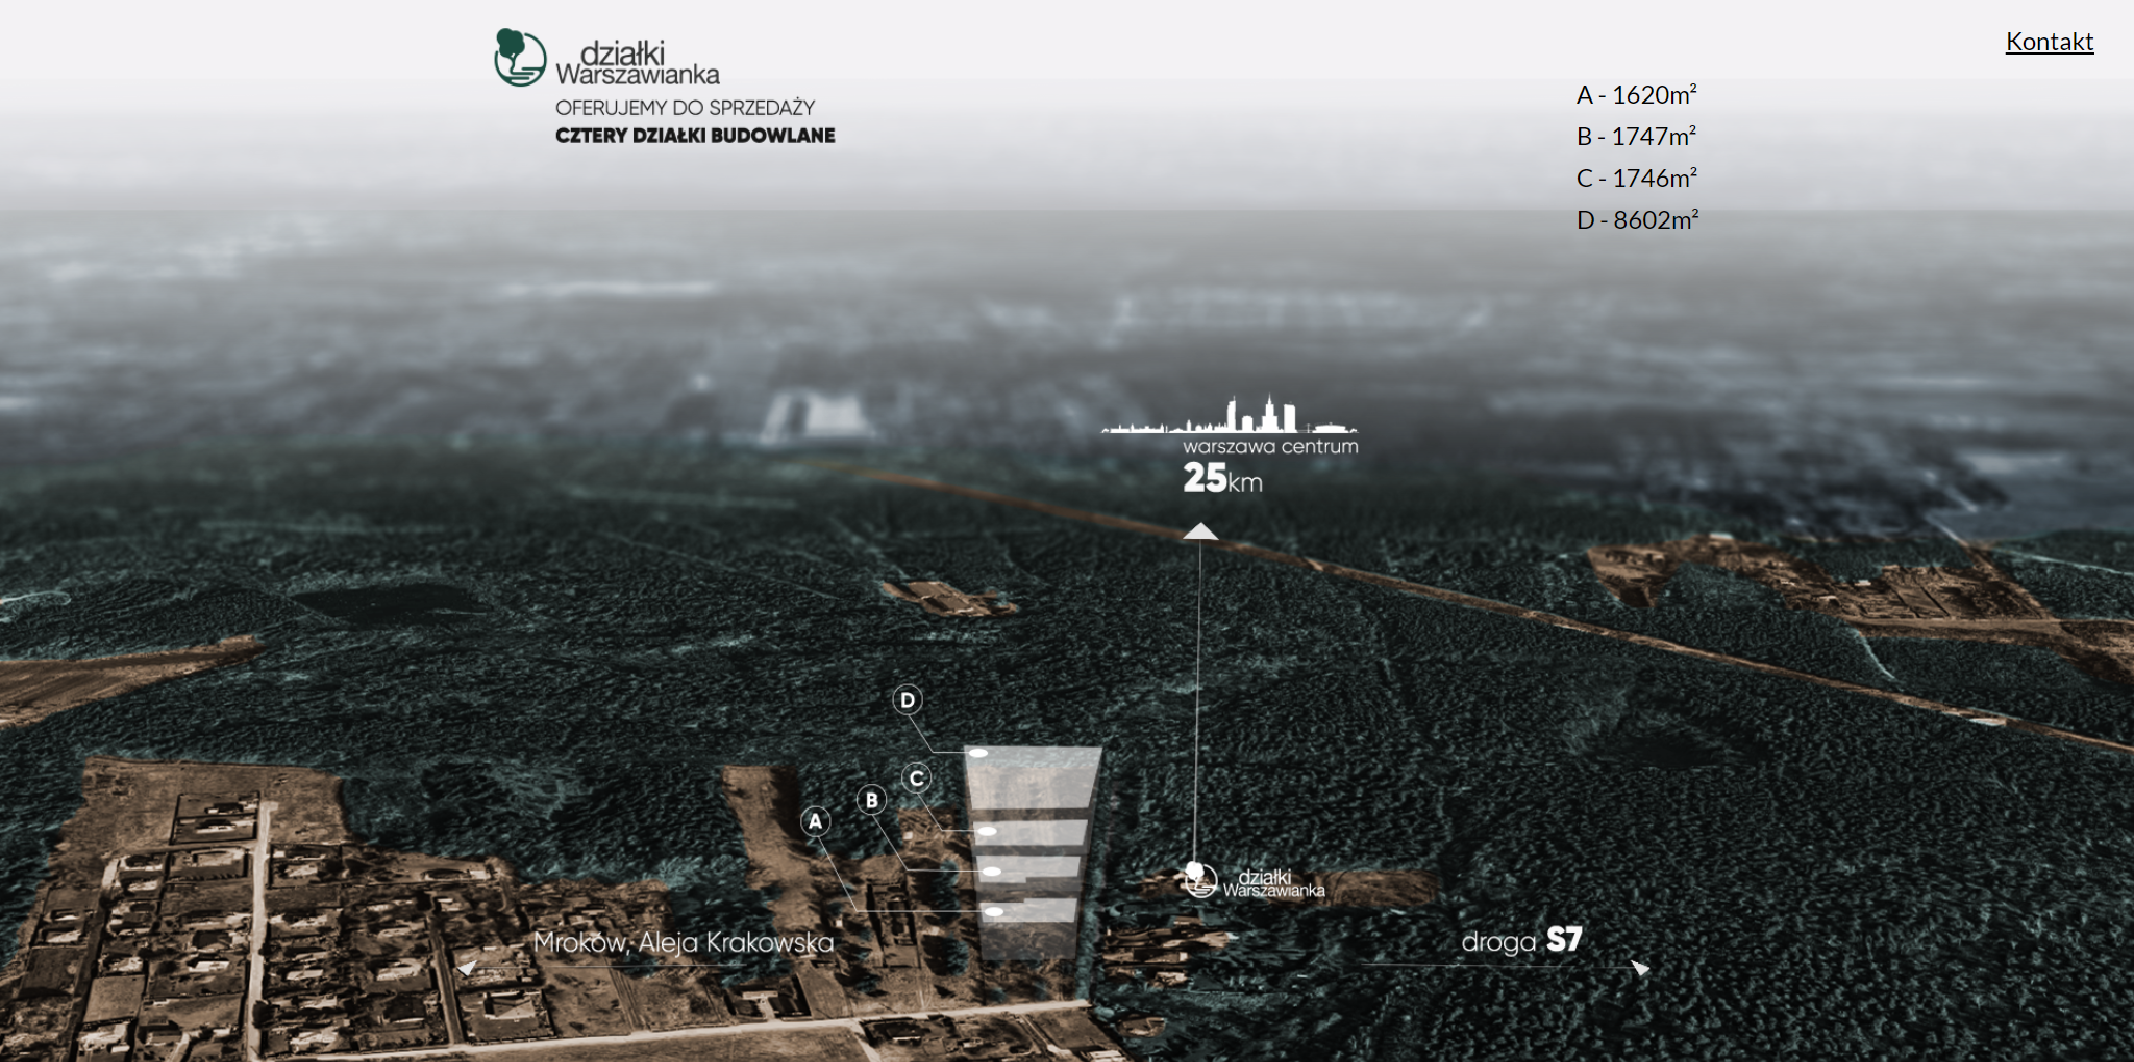 działki
Warszawianka
OFERUJEMY DO SPRZEDAŻY
CZTERY DZIAŁKI BUDOWLANE
Kontakt
A - 1620m²
B - 1747m²
C - 1746m²
D - 8602m²
warszawa centrum
25km
D
C
B
A
działki
Warszawianka
Mroków, Aleja Krakowska
droga S7